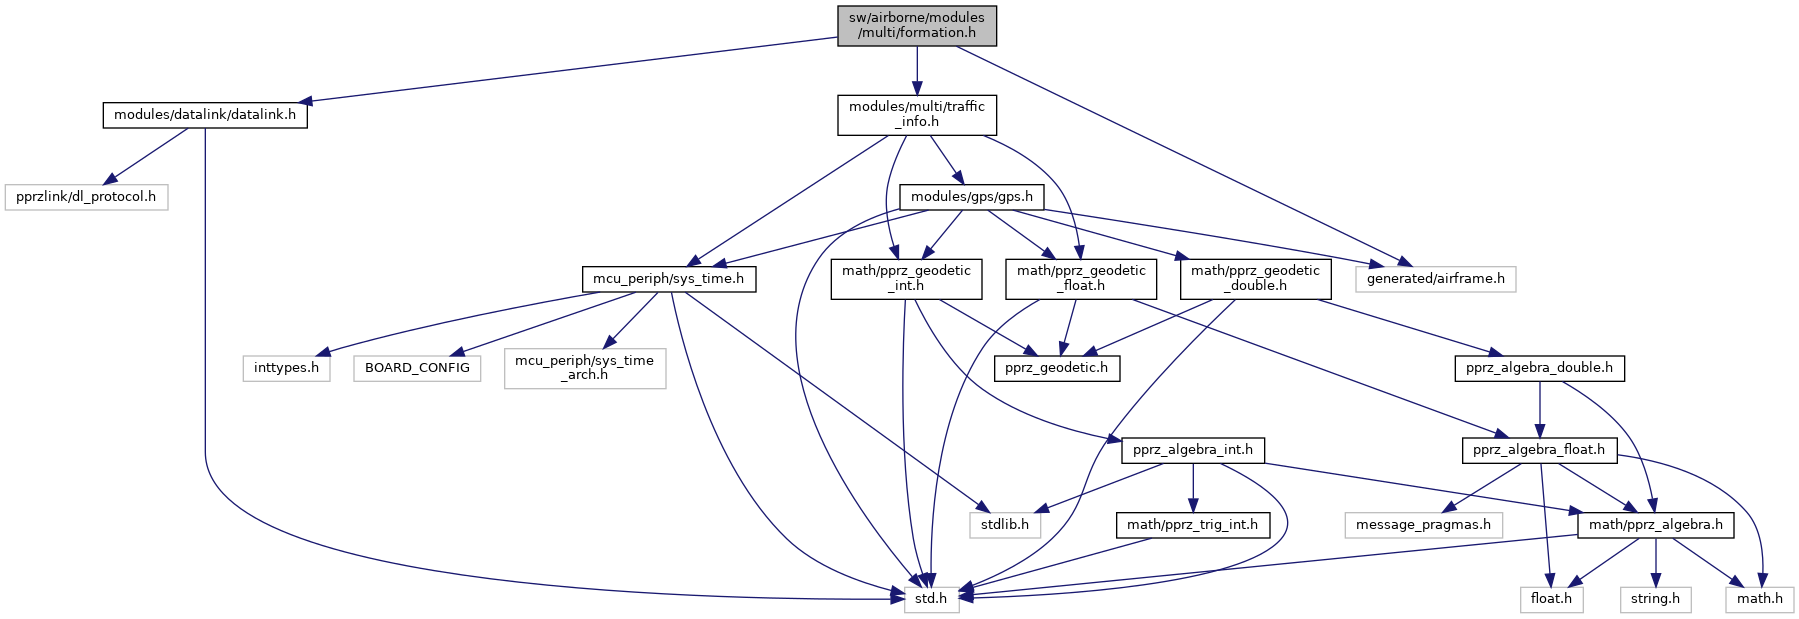 sw/airborne/modules
/multi/formation.h
modules/datalink/datalink.h
modules/multi/traffic
_info.h
pprzlink/dl_protocol.h
modules/gps/gps.h
mcu_periph/sys_time.h
math/pprz_geodetic
_int.h
math/pprz_geodetic
_float.h
math/pprz_geodetic
_double.h
generated/airframe.h
inttypes.h
BOARD_CONFIG
mcu_periph/sys_time
_arch.h
pprz_geodetic.h
pprz_algebra_double.h
pprz_algebra_int.h
pprz_algebra_float.h
stdlib.h
math/pprz_trig_int.h
message_pragmas.h
math/pprz_algebra.h
std.h
float.h
string.h
math.h